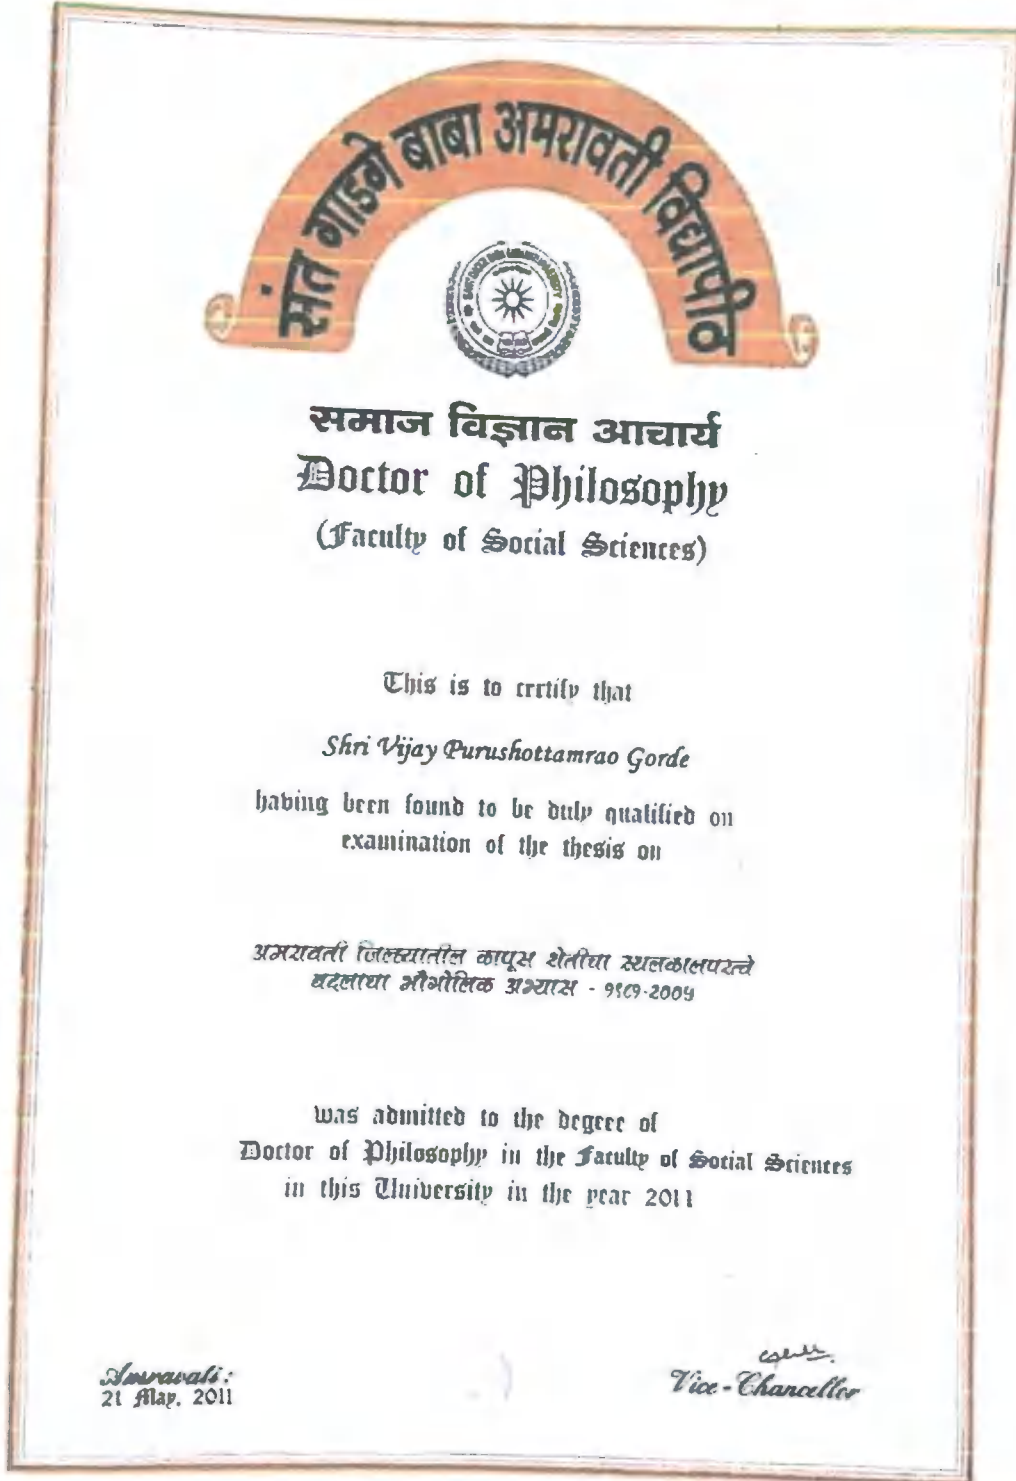 संत गाडगे बाबा अमरावती विद्यापीठ
समाज विज्ञान आचार्य
Doctor of Philosophy
(Faculty of Social Sciences)
This is to certify that
Shri Vijay Purushottamrao Gorde
having been found to be duly qualified on
examination of the thesis on
अमरावती जिल्ह्यातील कापूस शेतीचा स्थलकालपरत्वे
बदलाचा भौगोलिक अभ्यास -
was admitted to the degree of
Doctor of Philosophy in the Faculty of Social Sciences
in this University in the year 2011
Amravati:
21 May, 2011
Vice-Chancellor